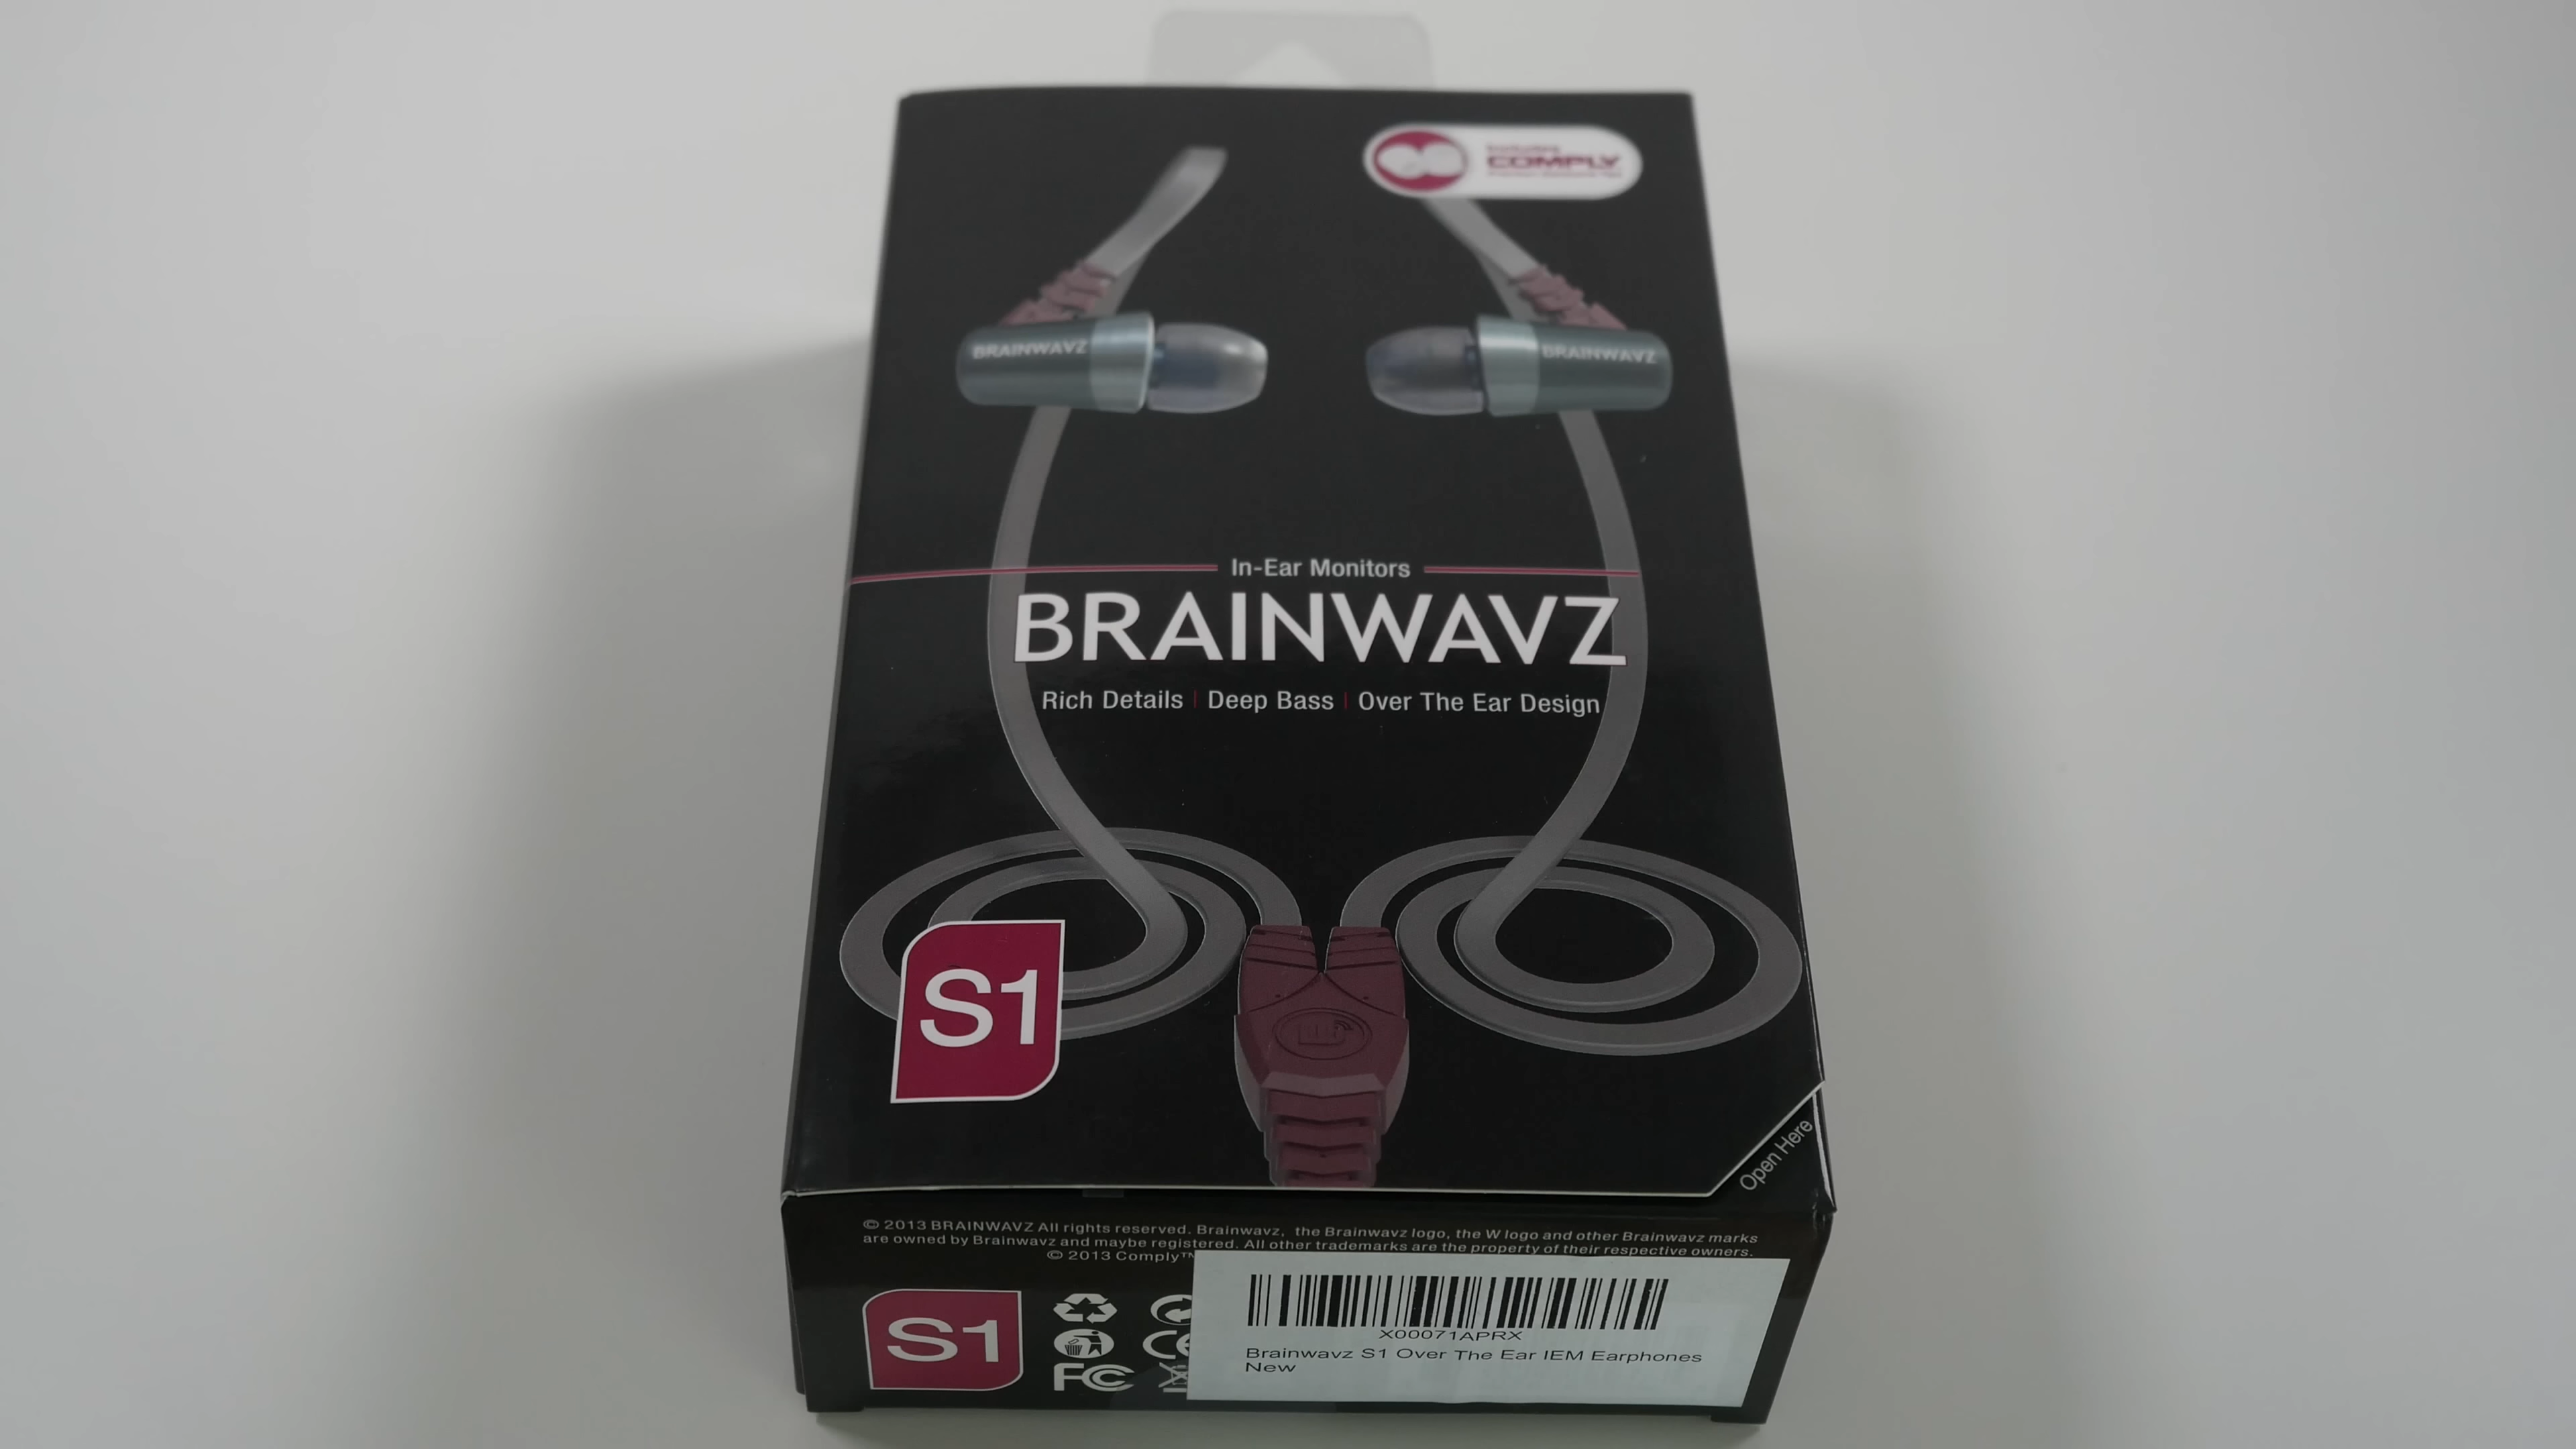 Includes
COMPLY
BRAINWAVZ
BRAINWAVZ
In-Ear Monitors
BRAINWAVZ
Rich Details | Deep Bass | Over The Ear Design
S1
Open Here
© 2013 BRAINWAVZ All rights reserved. Brainwavz, the Brainwavz logo, the W logo and other Brainwavz marks
are owned by Brainwavz and maybe registered. All other trademarks are the property of their respective owners.
© 2013 Comply™
S1
CE
FC
X00071APRX
Brainwavz S1 Over The Ear IEM Earphones
New